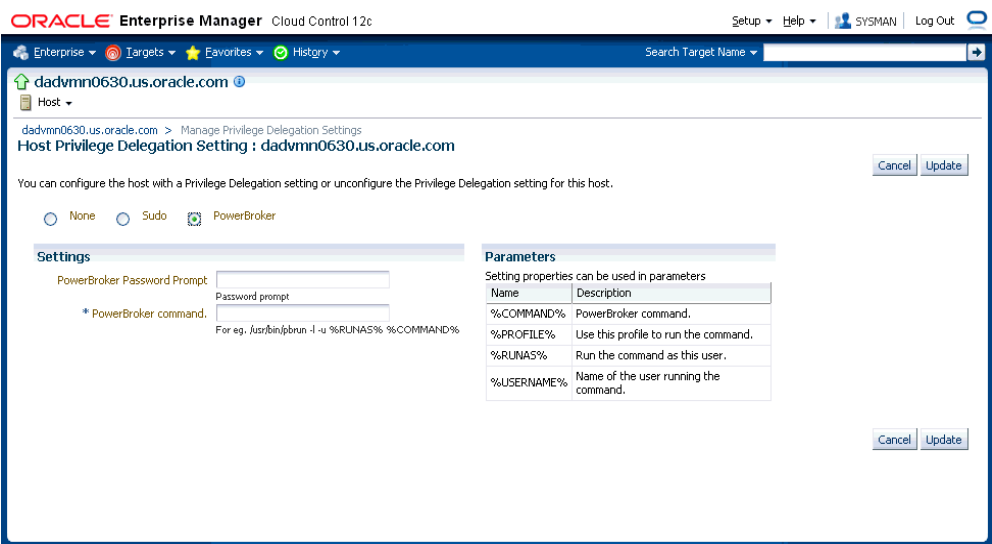 ORACLE Enterprise Manager Cloud Control 12c
Setup Help SYSMAN Log Out
Enterprise Targets Favorites History Search Target Name
dadvmn0630.us.oracle.com
Host
dadvmn0630.us.oracle.com > Manage Privilege Delegation Settings
Host Privilege Delegation Setting : dadvmn0630.us.oracle.com
Cancel Update
You can configure the host with a Privilege Delegation setting or unconfigure the Privilege Delegation setting for this host.
None Sudo PowerBroker
Settings
PowerBroker Password Prompt
Password prompt
* PowerBroker command.
For eg. /usr/bin/pbrun -l -u %RUNAS% %COMMAND%
Parameters
Setting properties can be used in parameters
Name Description
%COMMAND% PowerBroker command.
%PROFILE% Use this profile to run the command.
%RUNAS% Run the command as this user.
%USERNAME% Name of the user running the
command.
Cancel Update